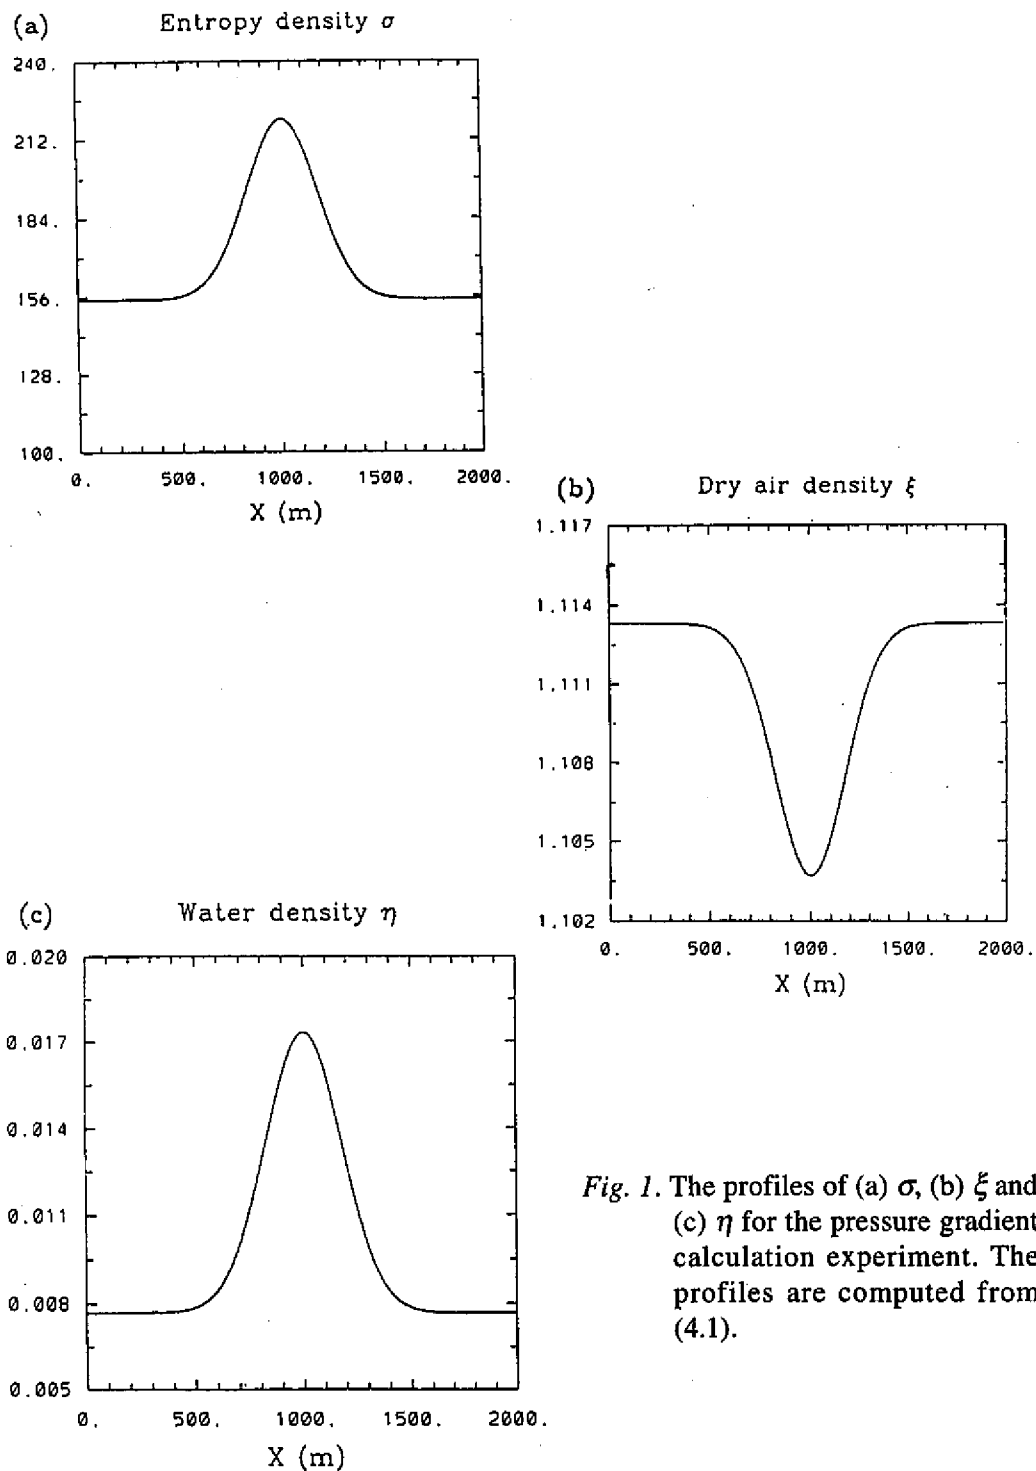 (a) Entropy density σ
240.
212.
184.
156.
128.
100.
0. 500. 1000. 1500. 2000.
X (m)
(b) Dry air density ξ
1.117
1.114
1.111
1.108
1.105
1.102
0. 500. 1000. 1500. 2000.
X (m)
(c) Water density η
0.020
0.017
0.014
0.011
0.008
0.005
0. 500. 1000. 1500. 2000.
X (m)
Fig. 1. The profiles of (a) σ, (b) ξ and
(c) η for the pressure gradient
calculation experiment. The
profiles are computed from
(4.1).